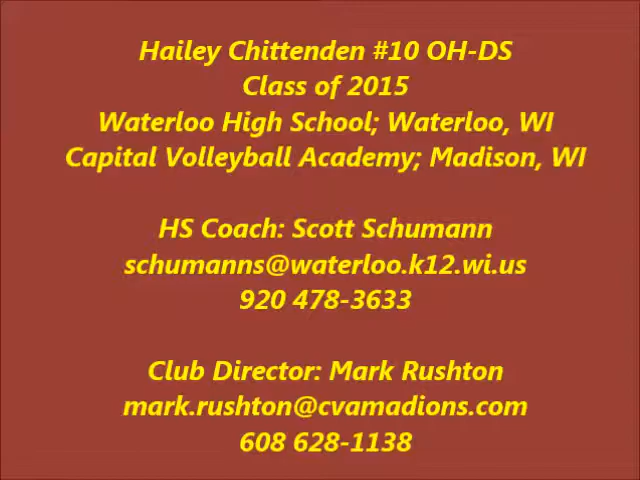 Hailey Chittenden #10 OH-DS
Class of 2015
Waterloo High School; Waterloo, WI
Capital Volleyball Academy; Madison, WI
HS Coach: Scott Schumann
schumanns@waterloo.k12.wi.us
920 478-3633
Club Director: Mark Rushton
mark.rushton@cvamadions.com
608 628-1138